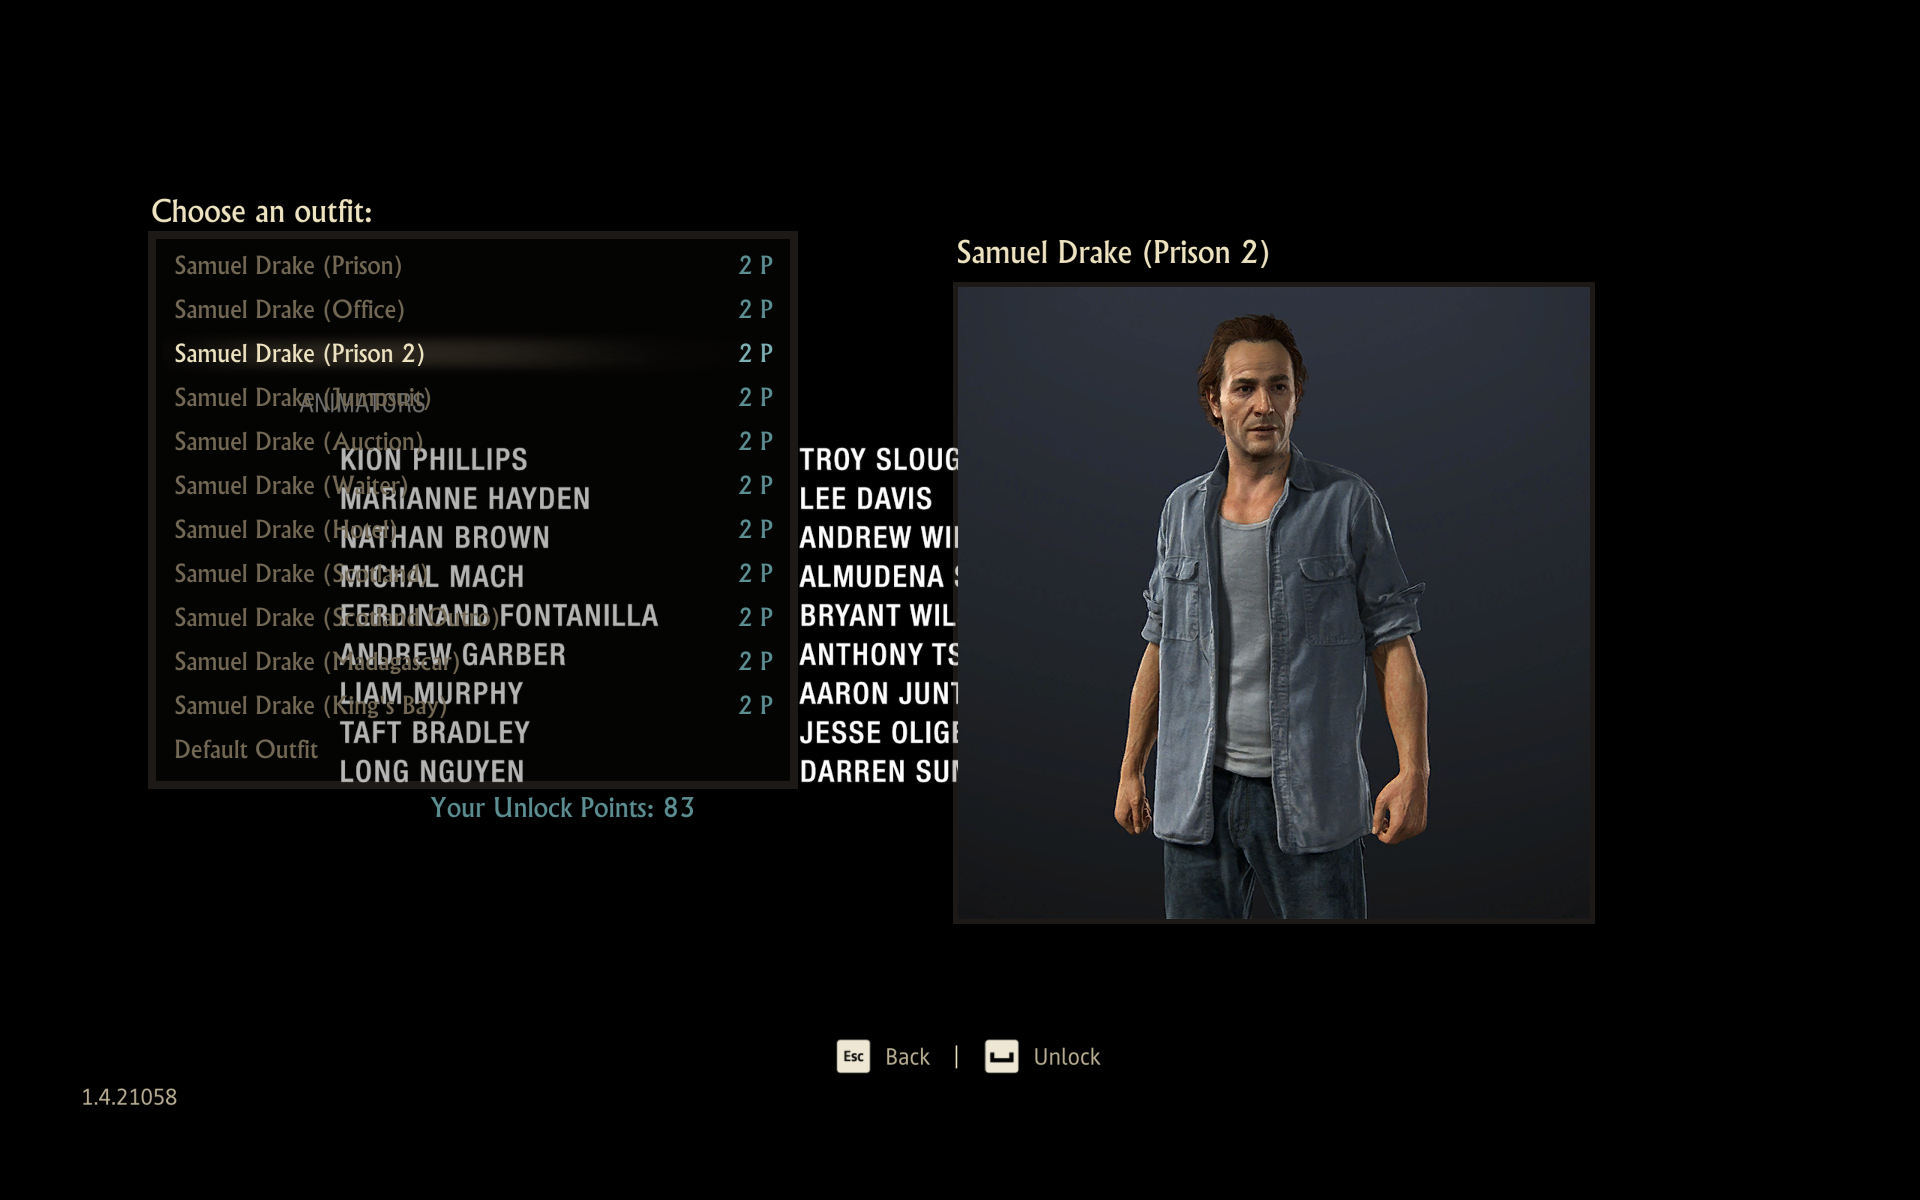 Choose an outfit:
Samuel Drake (Prison) 2 P
Samuel Drake (Office) 2 P
Samuel Drake (Prison 2) 2 P
Samuel Drake (Jumpsuit) 2 P
ANIMATORS
Samuel Drake (Auction) 2 P
Samuel Drake (Waiter) 2 P
Samuel Drake (Hotel) 2 P
Samuel Drake (Scotland) 2 P
Samuel Drake (Scotland Outro) 2 P
Samuel Drake (Madagascar) 2 P
Samuel Drake (King's Bay) 2 P
Default Outfit
KION PHILLIPS
MARIANNE HAYDEN
NATHAN BROWN
MICHAL MACH
FERDINAND FONTANILLA
ANDREW GARBER
LIAM MURPHY
TAFT BRADLEY
LONG NGUYEN
TROY SLOUG
LEE DAVIS
ANDREW
ALMUDENA
BRYANT WIL
ANTHONY TS
AARON JUNT
JESSE OLIGE
DARREN
Your Unlock Points: 83
Samuel Drake (Prison 2)
Esc Back | Unlock
1.4.21058